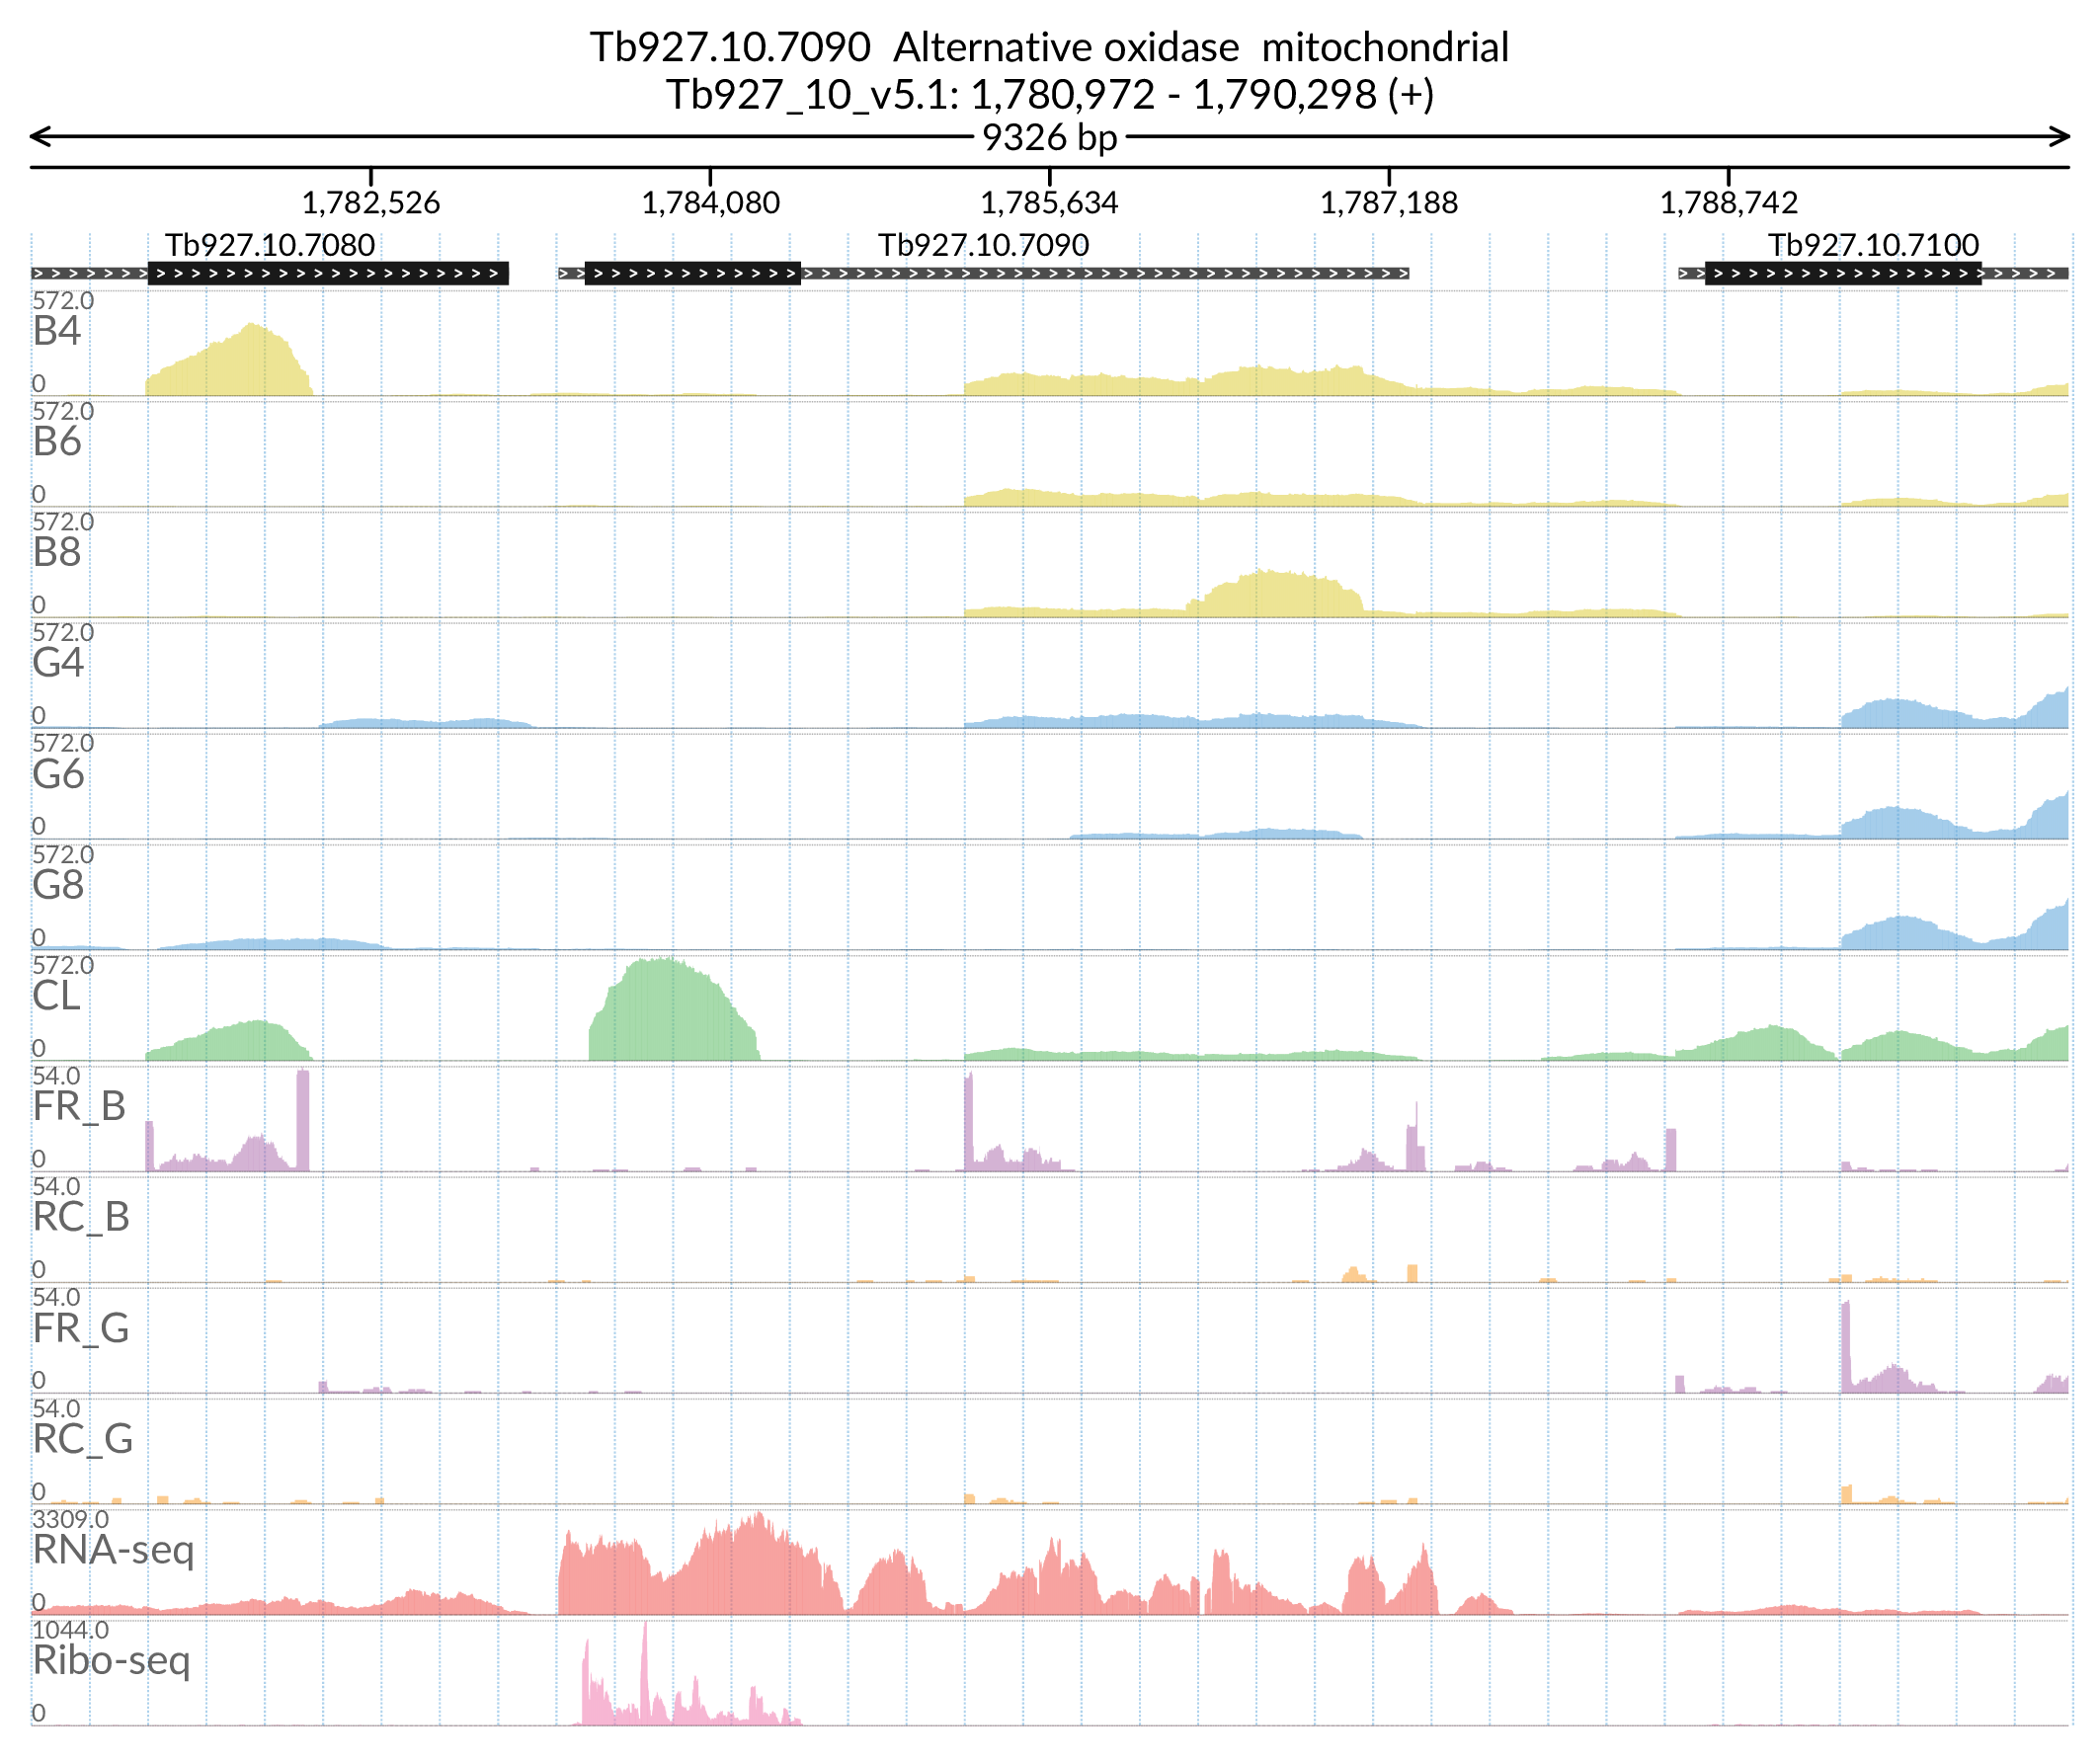 Tb927.10.7090  Alternative oxidase  mitochondrial
Tb927_10_v5.1: 1,780,972 - 1,790,298 (+)
9326 bp
1,782,526 1,784,080 1,785,634 1,787,188 1,788,742
Tb927.10.7080 Tb927.10.7090 Tb927.10.7100
572.0
B4
0
572.0
B6
0
572.0
B8
0
572.0
G4
0
572.0
G6
0
572.0
G8
0
572.0
CL
0
54.0
FR_B
0
54.0
RC_B
0
54.0
FR_G
0
54.0
RC_G
0
3309.0
RNA-seq
0
1044.0
Ribo-seq
0